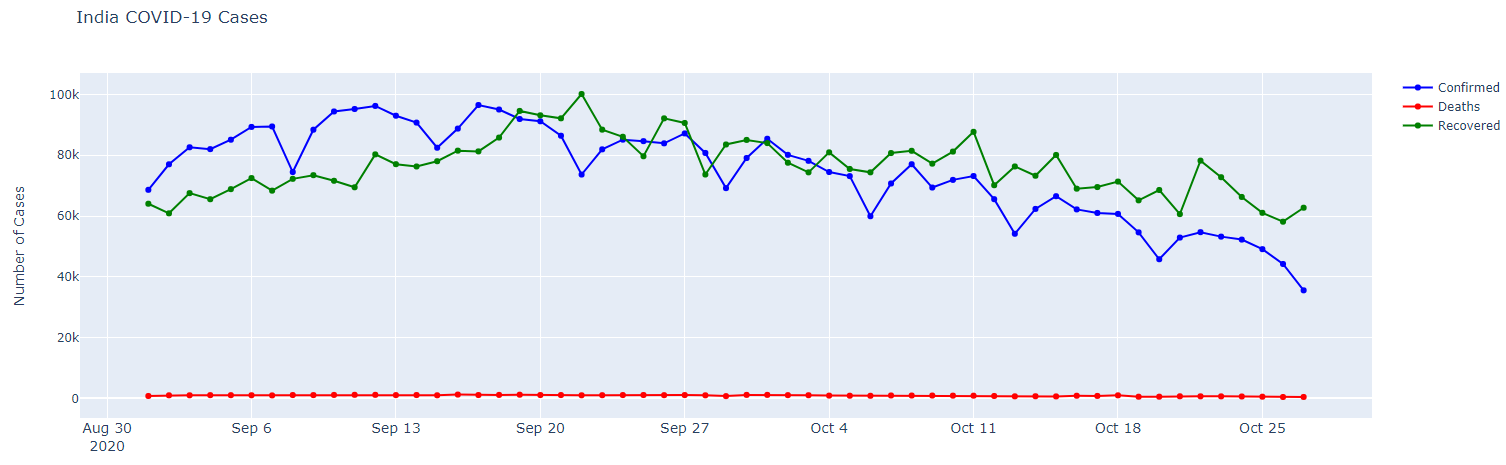 India COVID-19 Cases
Confirmed
Deaths
Recovered
Number of Cases
100k
80k
60k
40k
20k
0
Aug 30
2020
Sep 6
Sep 13
Sep 20
Sep 27
Oct 4
Oct 11
Oct 18
Oct 25